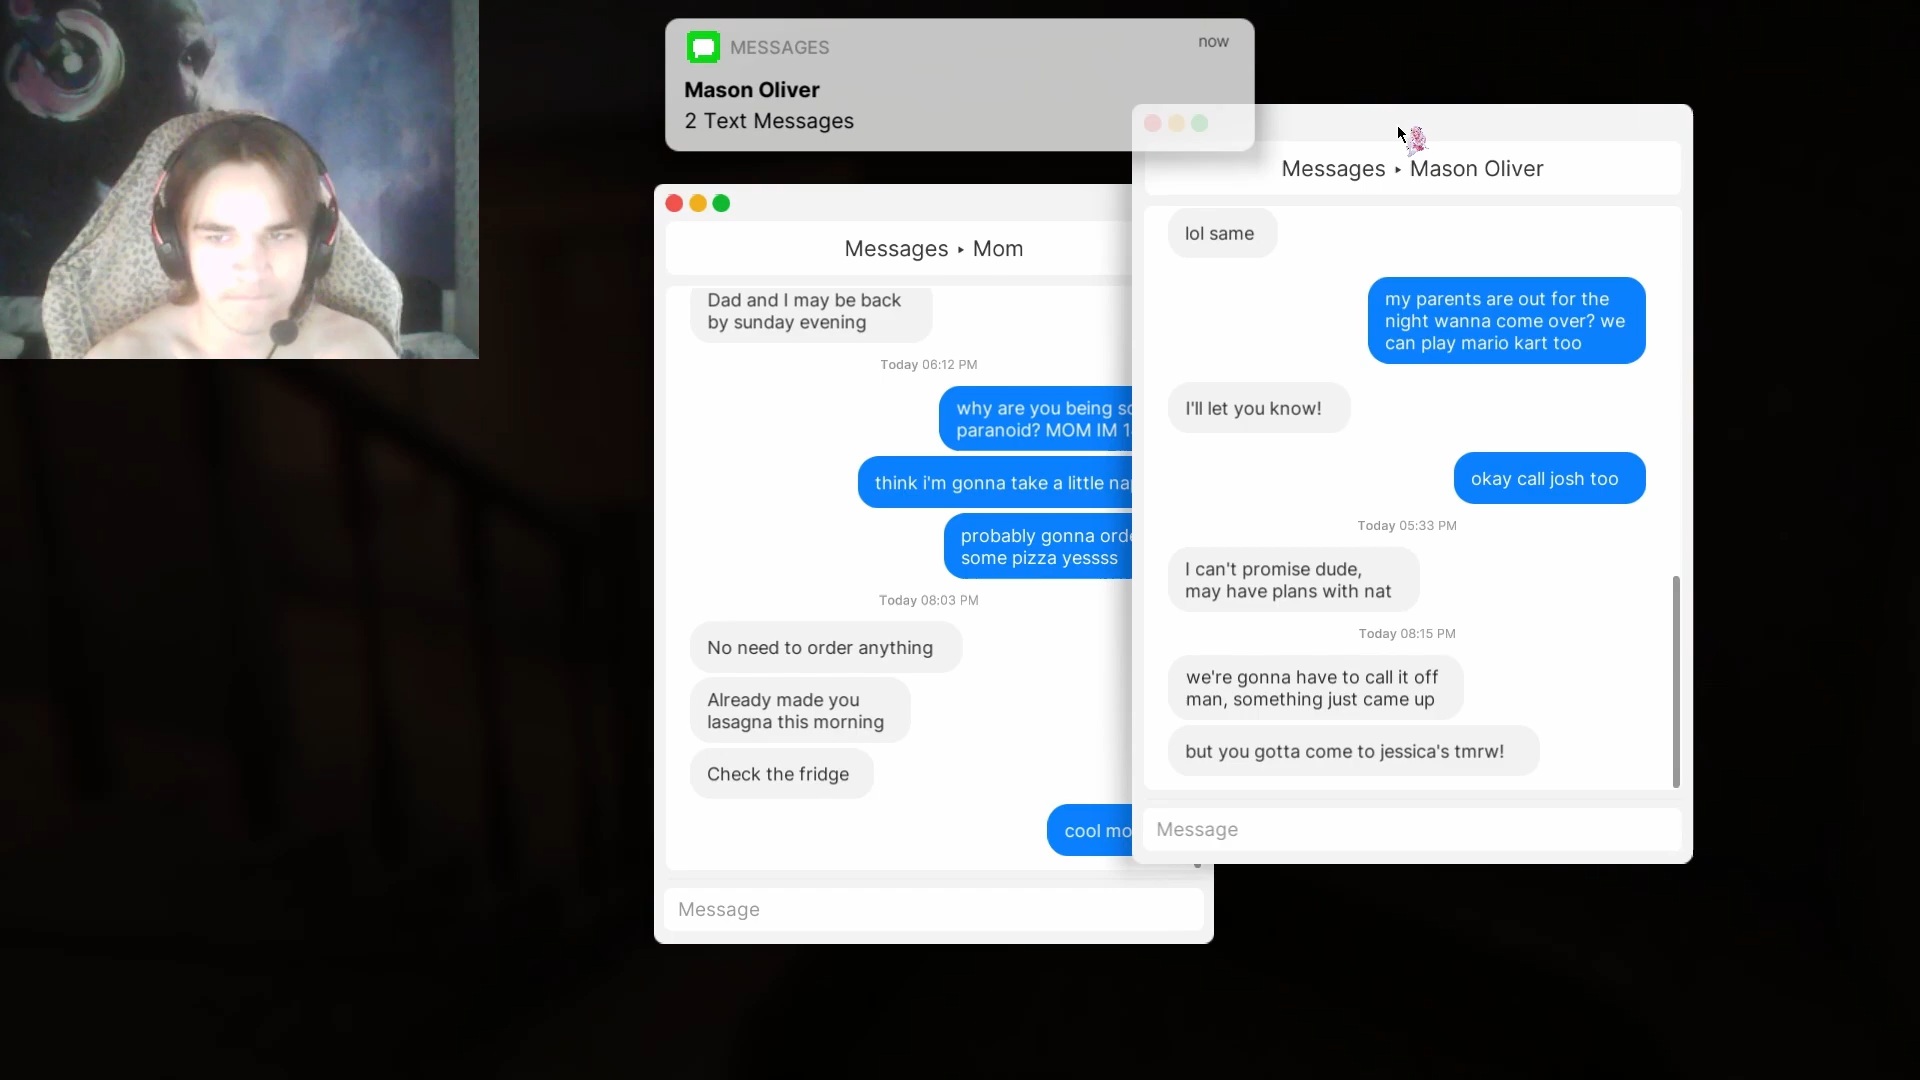 MESSAGES
now
Mason Oliver
2 Text Messages
Messages ‣ Mom
Dad and I may be back
by sunday evening
Today 06:12 PM
why are you being
paranoid? MOM IM
think i'm gonna take a little
probably gonna
some pizza yessss
Today 08:03 PM
No need to order anything
Already made you
lasagna this morning
Check the fridge
cool
Message
Messages ‣ Mason Oliver
lol same
my parents are out for the
night wanna come over? we
can play mario kart too
I'll let you know!
okay call josh too
Today 05:33 PM
I can't promise dude,
may have plans with nat
Today 08:15 PM
we're gonna have to call it off
man, something just came up
but you gotta come to jessica's tmrw!
Message